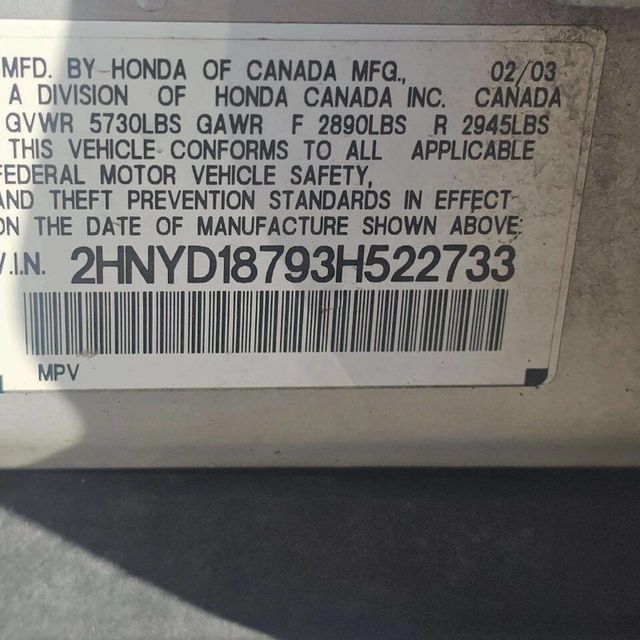 MFD. BY HONDA OF CANADA MFG., 02/03
A DIVISION OF HONDA CANADA INC. CANADA
GVWR 5730LBS GAWR F 2890LBS R 2945LBS
THIS VEHICLE CONFORMS TO ALL APPLICABLE
FEDERAL MOTOR VEHICLE SAFETY,
AND THEFT PREVENTION STANDARDS IN EFFECT
ON THE DATE OF MANUFACTURE SHOWN ABOVE.
V.I.N. 2HNYD18793H522733
MPV